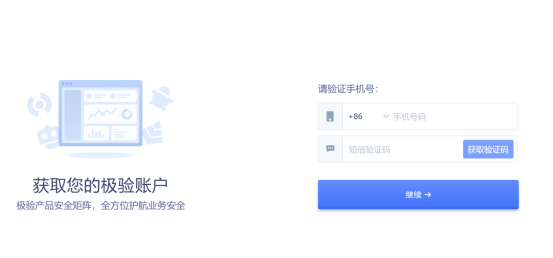 获取您的极验账户
极验产品安全矩阵，全方位护航业务安全
请验证手机号：
+86 手机号码
短信验证码 获取验证码
继续 →